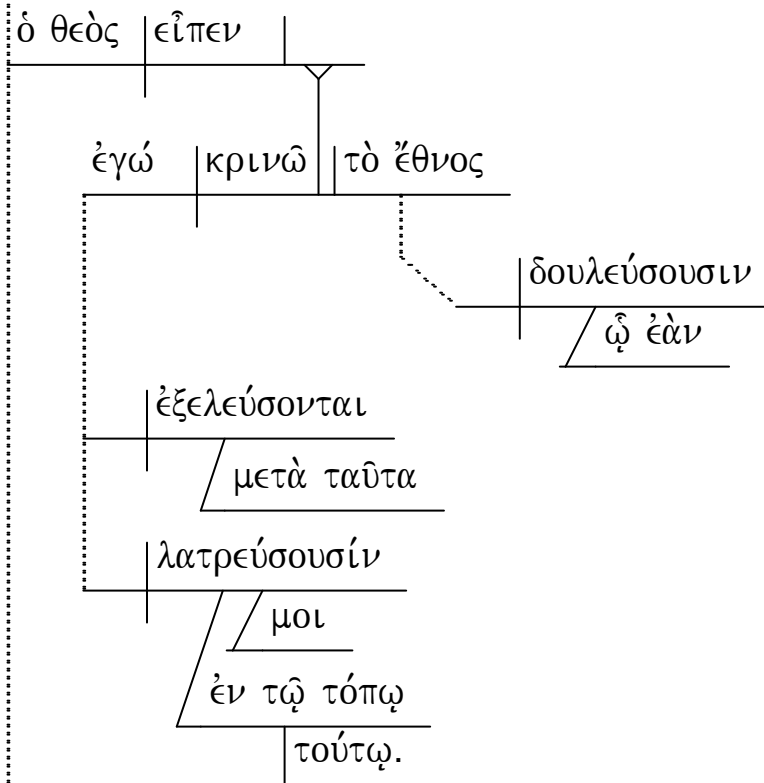 ὁ θεὸς εἶπεν
ἐγώ κρινῶ τὸ ἔθνος
δουλεύσουσιν
ᾧ ἐὰν
ἐξελεύσονται
μετὰ ταῦτα
λατρεύσουσίν
μοι
ἐν τῷ τόπῳ
τούτῳ.